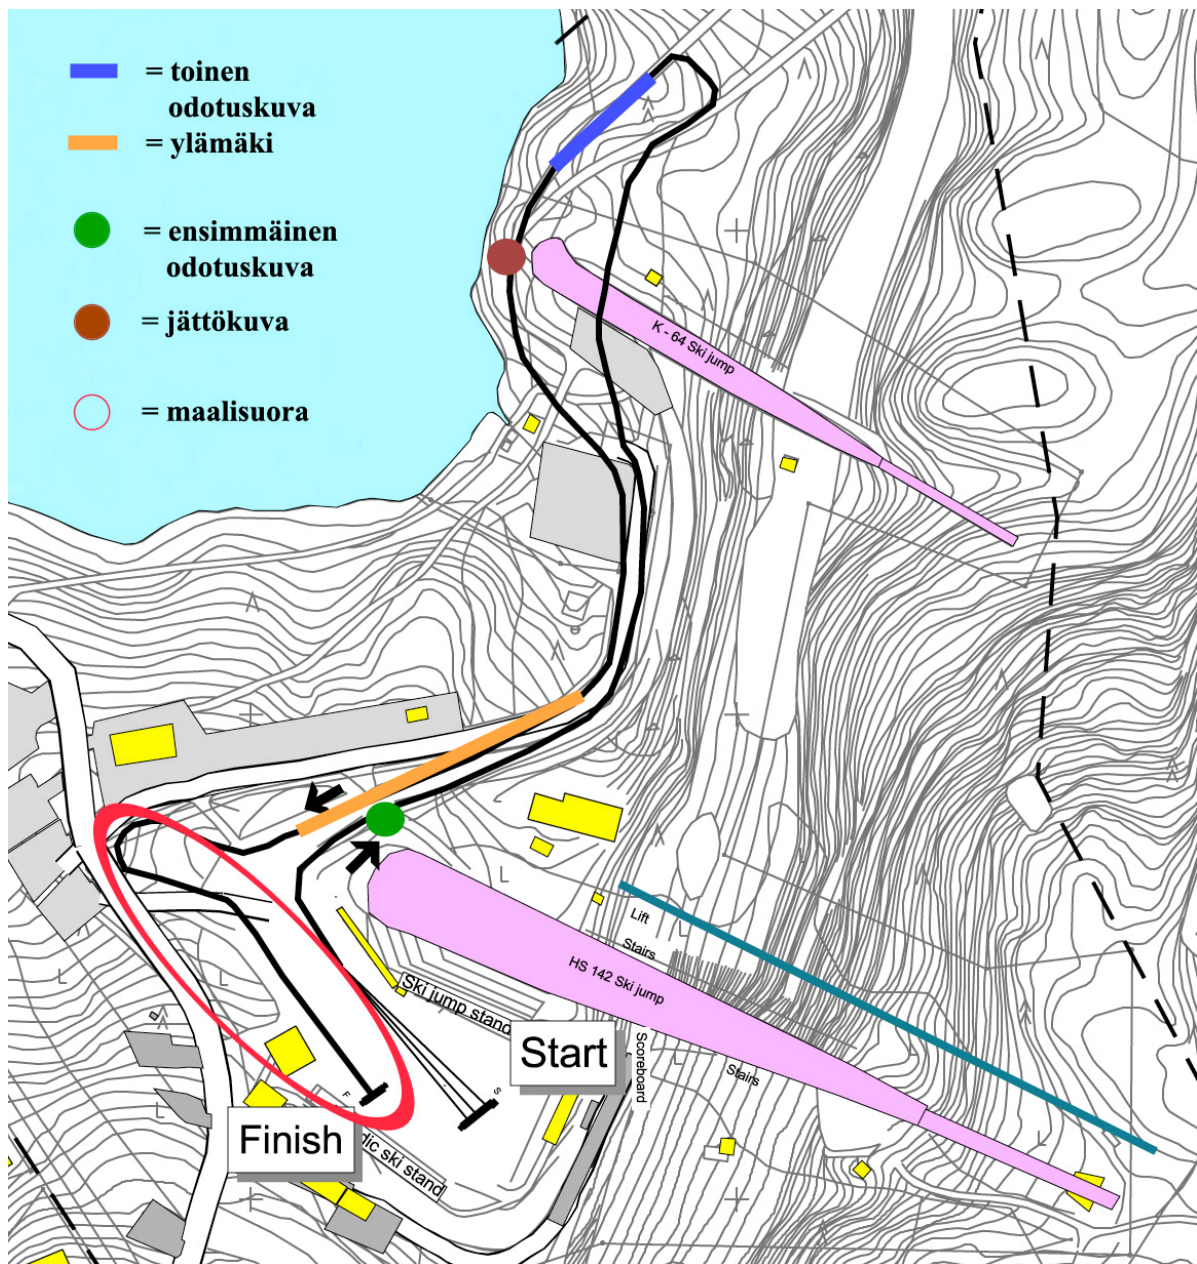 = toinen
odotuskuva
= ylämäki
= ensimmäinen
odotuskuva
= jättökuva
= maalisuora
K - 64 Ski jump
Lift
Stairs
HS 142 Ski jump
Ski jump stand
Start
Scoreboard
Stairs
F
S
Finish
dic ski stand